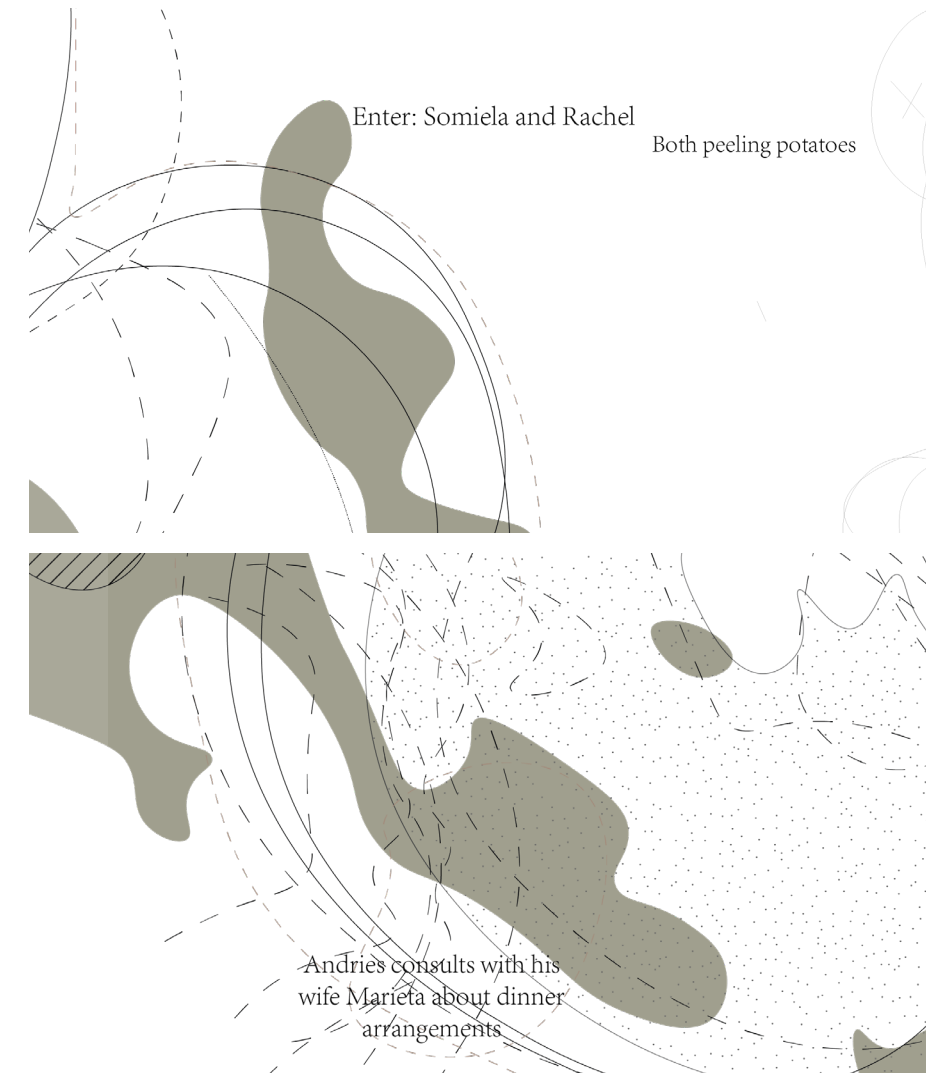 Enter: Somiela and Rachel
Both peeling potatoes
Andries consults with his
wife Marieta about dinner
arrangements